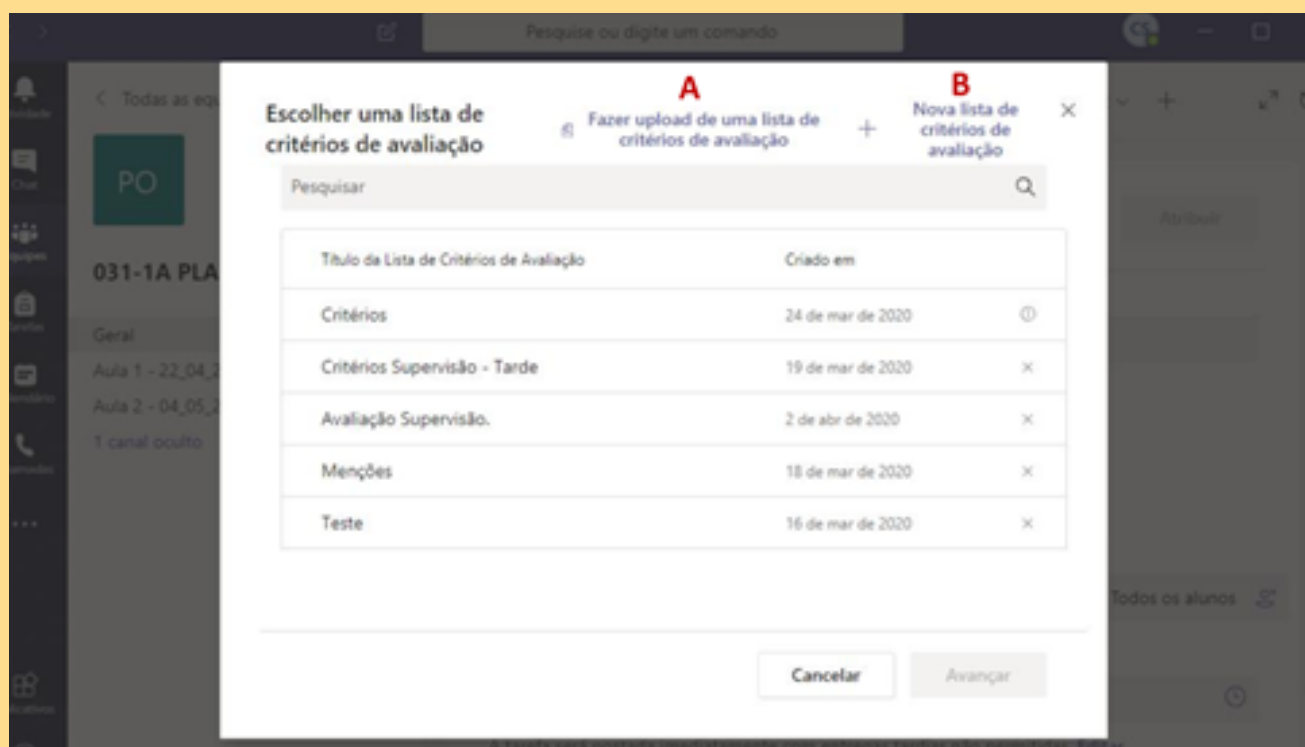 Pesquise ou digite um comando
CS
Todas as equ
PO
031-1A PLA
Geral
Aula 1 - 22_04_2
Aula 2 - 04_05_2
1 canal oculto
Chat
A
B
Escolher uma lista de
critérios de avaliação
Fazer upload de uma lista de
critérios de avaliação
Nova lista de
critérios de
avaliação
Pesquisar
Título da Lista de Critérios de Avaliação
Criado em
Critérios
24 de mar de 2020
Critérios Supervisão - Tarde
19 de mar de 2020
Avaliação Supervisão.
2 de abr de 2020
Menções
18 de mar de 2020
Teste
16 de mar de 2020
Cancelar
Avançar
Atribuir
Todos os alunos